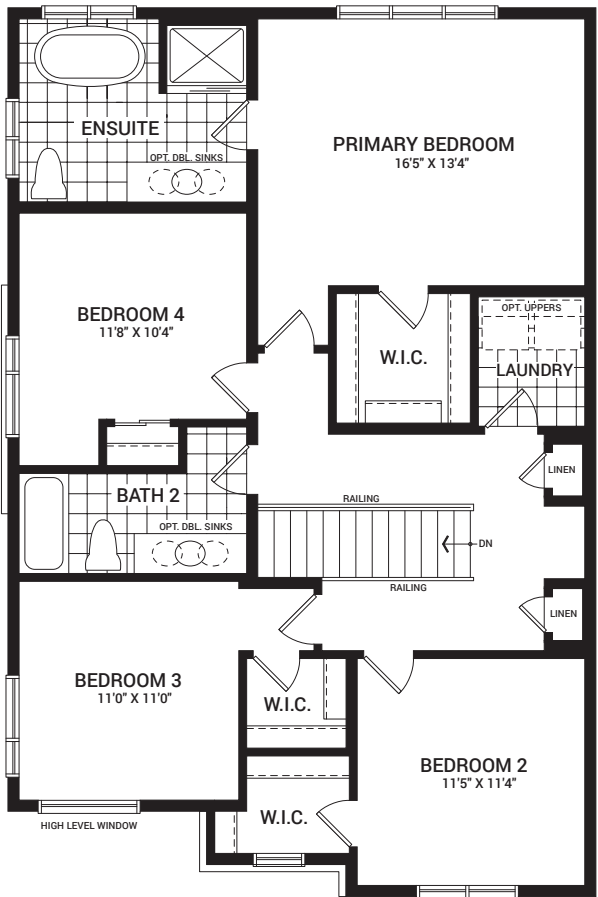 ENSUITE
OPT. DBL. SINKS
PRIMARY BEDROOM
16'5" X 13'4"
BEDROOM 4
11'8" X 10'4"
W.I.C.
OPT. UPPERS
LAUNDRY
LINEN
BATH 2
OPT. DBL. SINKS
RAILING
DN
RAILING
LINEN
BEDROOM 3
11'0" X 11'0"
W.I.C.
BEDROOM 2
11'5" X 11'4"
W.I.C.
HIGH LEVEL WINDOW